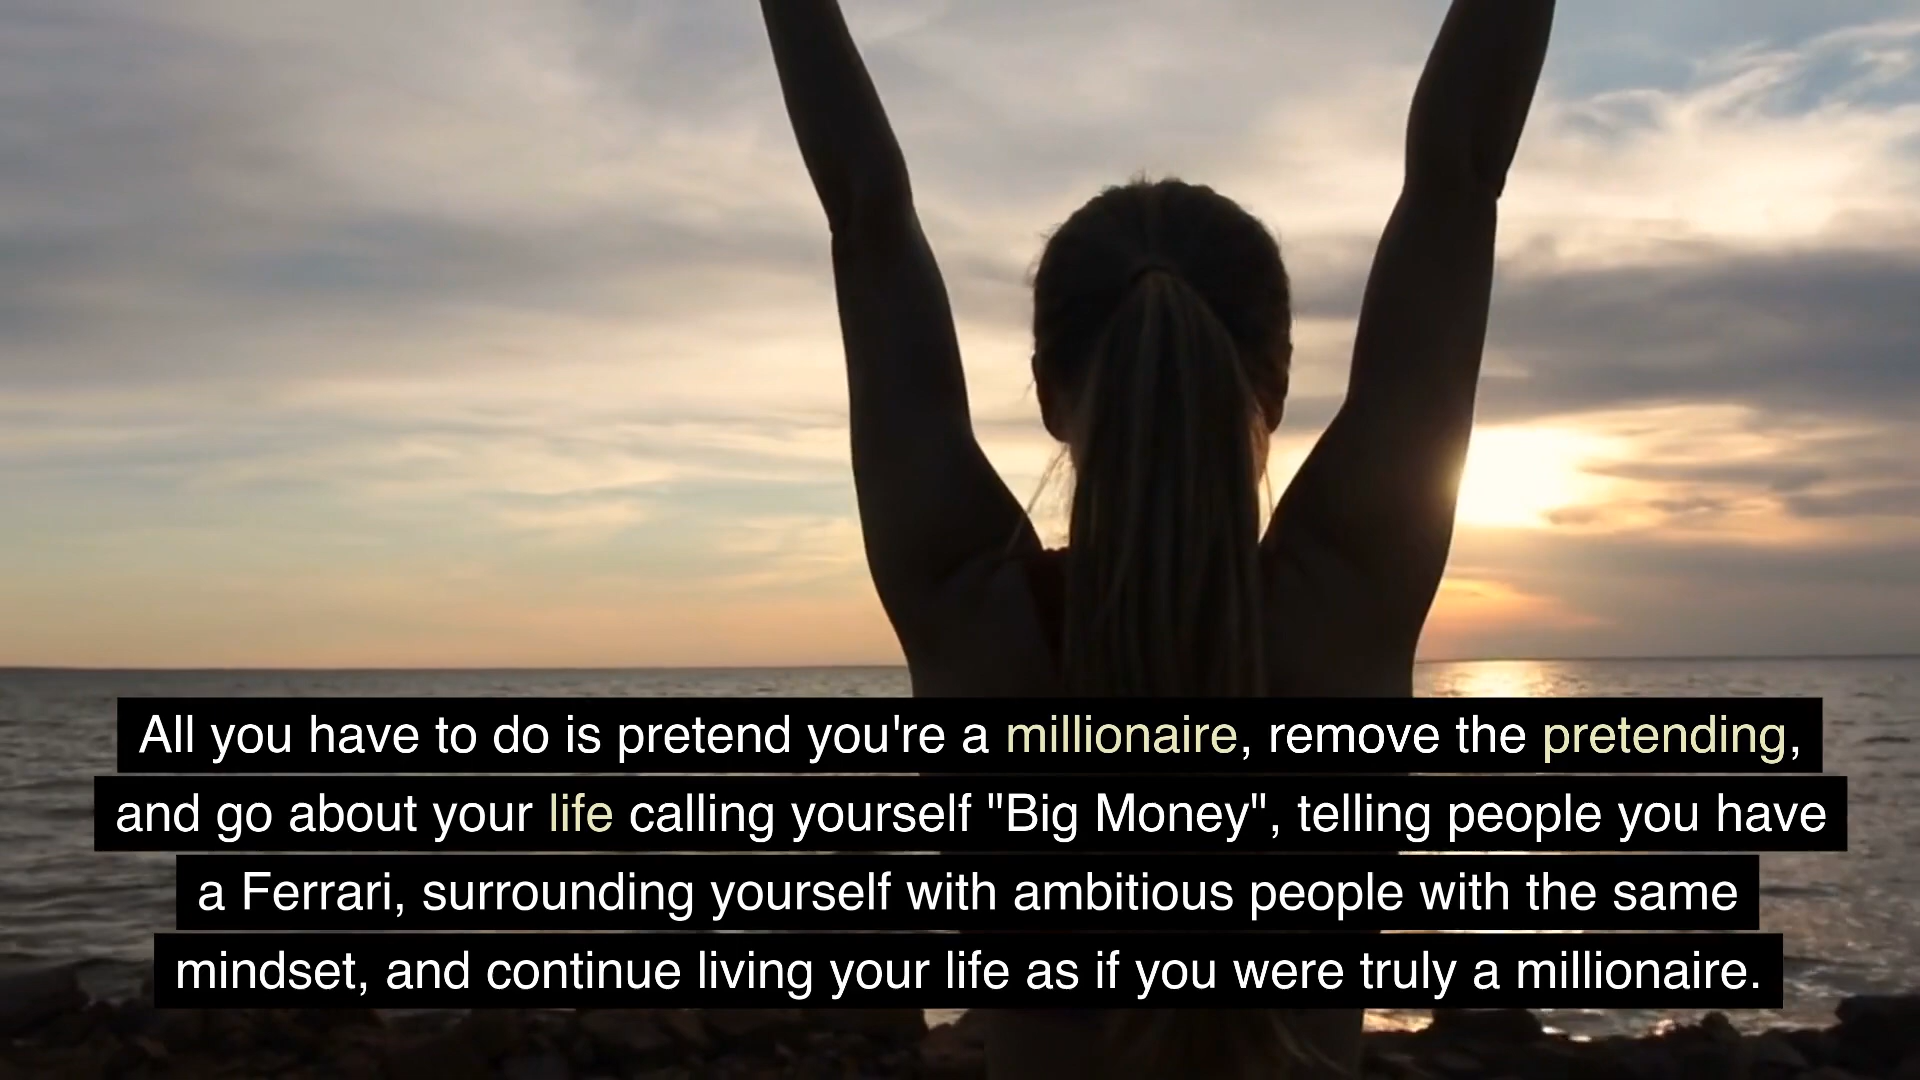 All you have to do is pretend you're a millionaire, remove the pretending,
and go about your life calling yourself "Big Money", telling people you have
a Ferrari, surrounding yourself with ambitious people with the same
mindset, and continue living your life as if you were truly a millionaire.